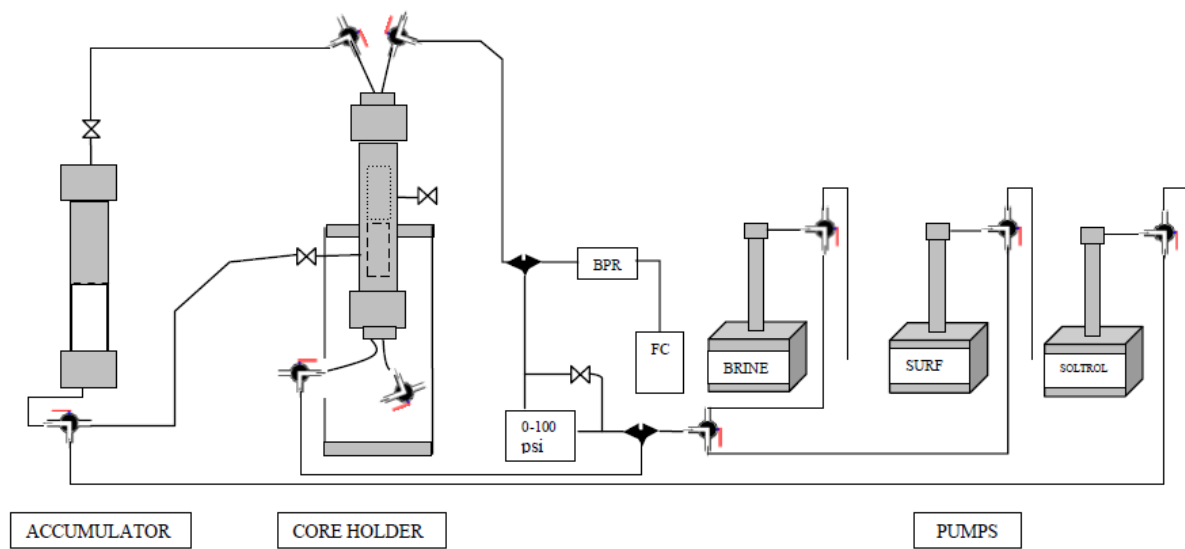 BPR
FC
BRINE
SURF
SOLTROL
0-100
psi
ACCUMULATOR
CORE HOLDER
PUMPS